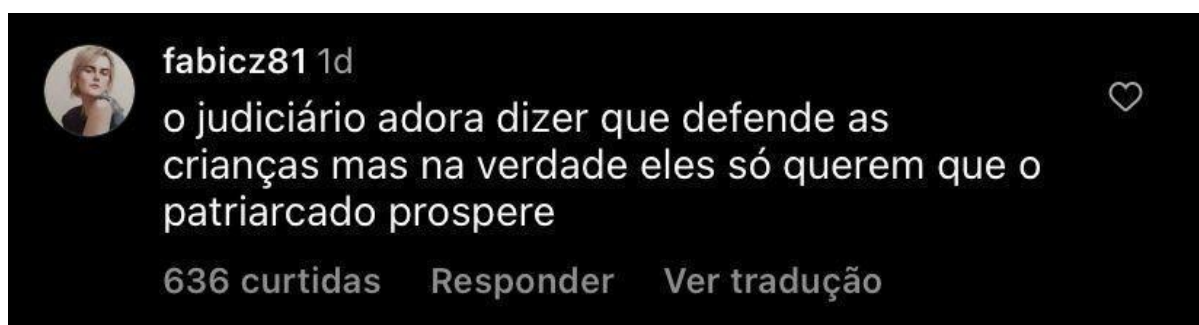 fabicz81 1d
o judiciário adora dizer que defende as
crianças mas na verdade eles só querem que o
patriarcado prospere
636 curtidas Responder Ver tradução